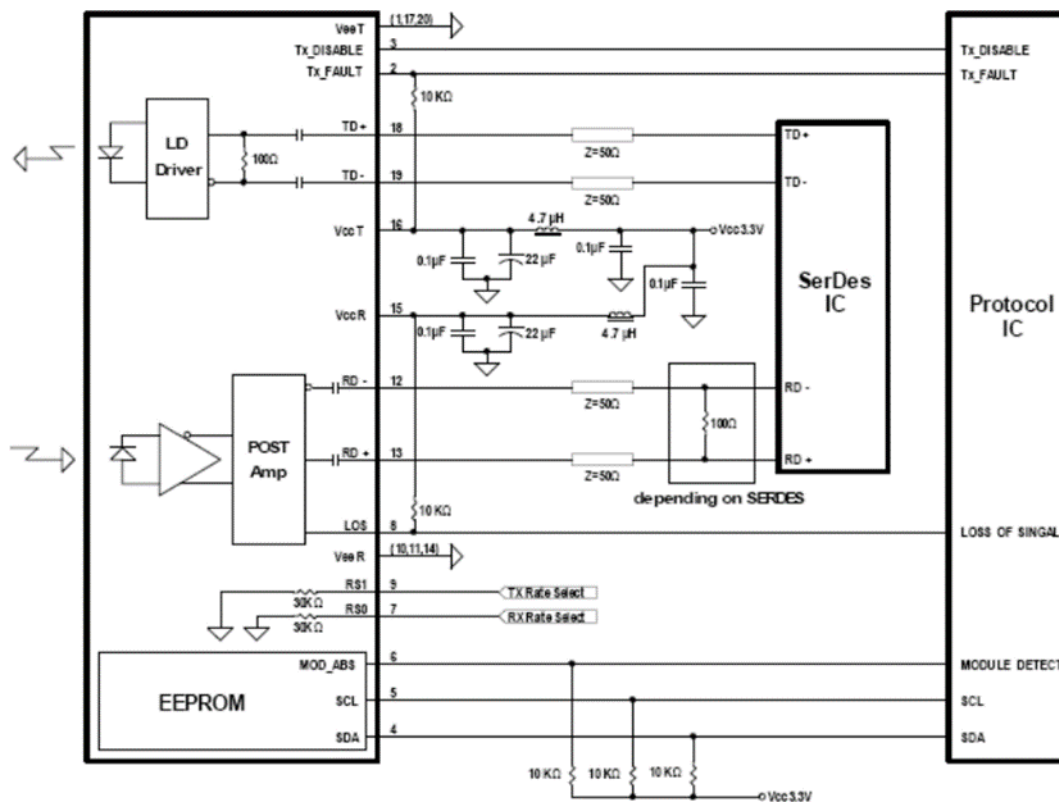 VeeT (1,17,20)
Tx_DISABLE 3 Tx_DISABLE
Tx_FAULT 2 Tx_FAULT
10 KΩ
LD
Driver
100Ω
TD+ 18 Z=50Ω TD+
TD- 19 Z=50Ω TD-
VccT 16 4.7 µH Vcc3.3V
0.1µF 22 µF 0.1µF 0.1µF
SerDes
IC
Protocol
IC
VccR 15 4.7 µH
0.1µF 22 µF
RD - 12 Z=50Ω RD -
100Ω
POST
Amp
RD + 13 Z=50Ω RD +
depending on SERDES
10 KΩ
LOS 8 LOSS OF SINGAL
VeeR (10,11,14)
RS1 9 TX Rate Select
30KΩ
RS0 7 RX Rate Select
30KΩ
MOD_ABS 6 MODULE DETECT
EEPROM
SCL 5 SCL
SDA 4 SDA
10 KΩ 10 KΩ 10 KΩ
Vcc3.3V